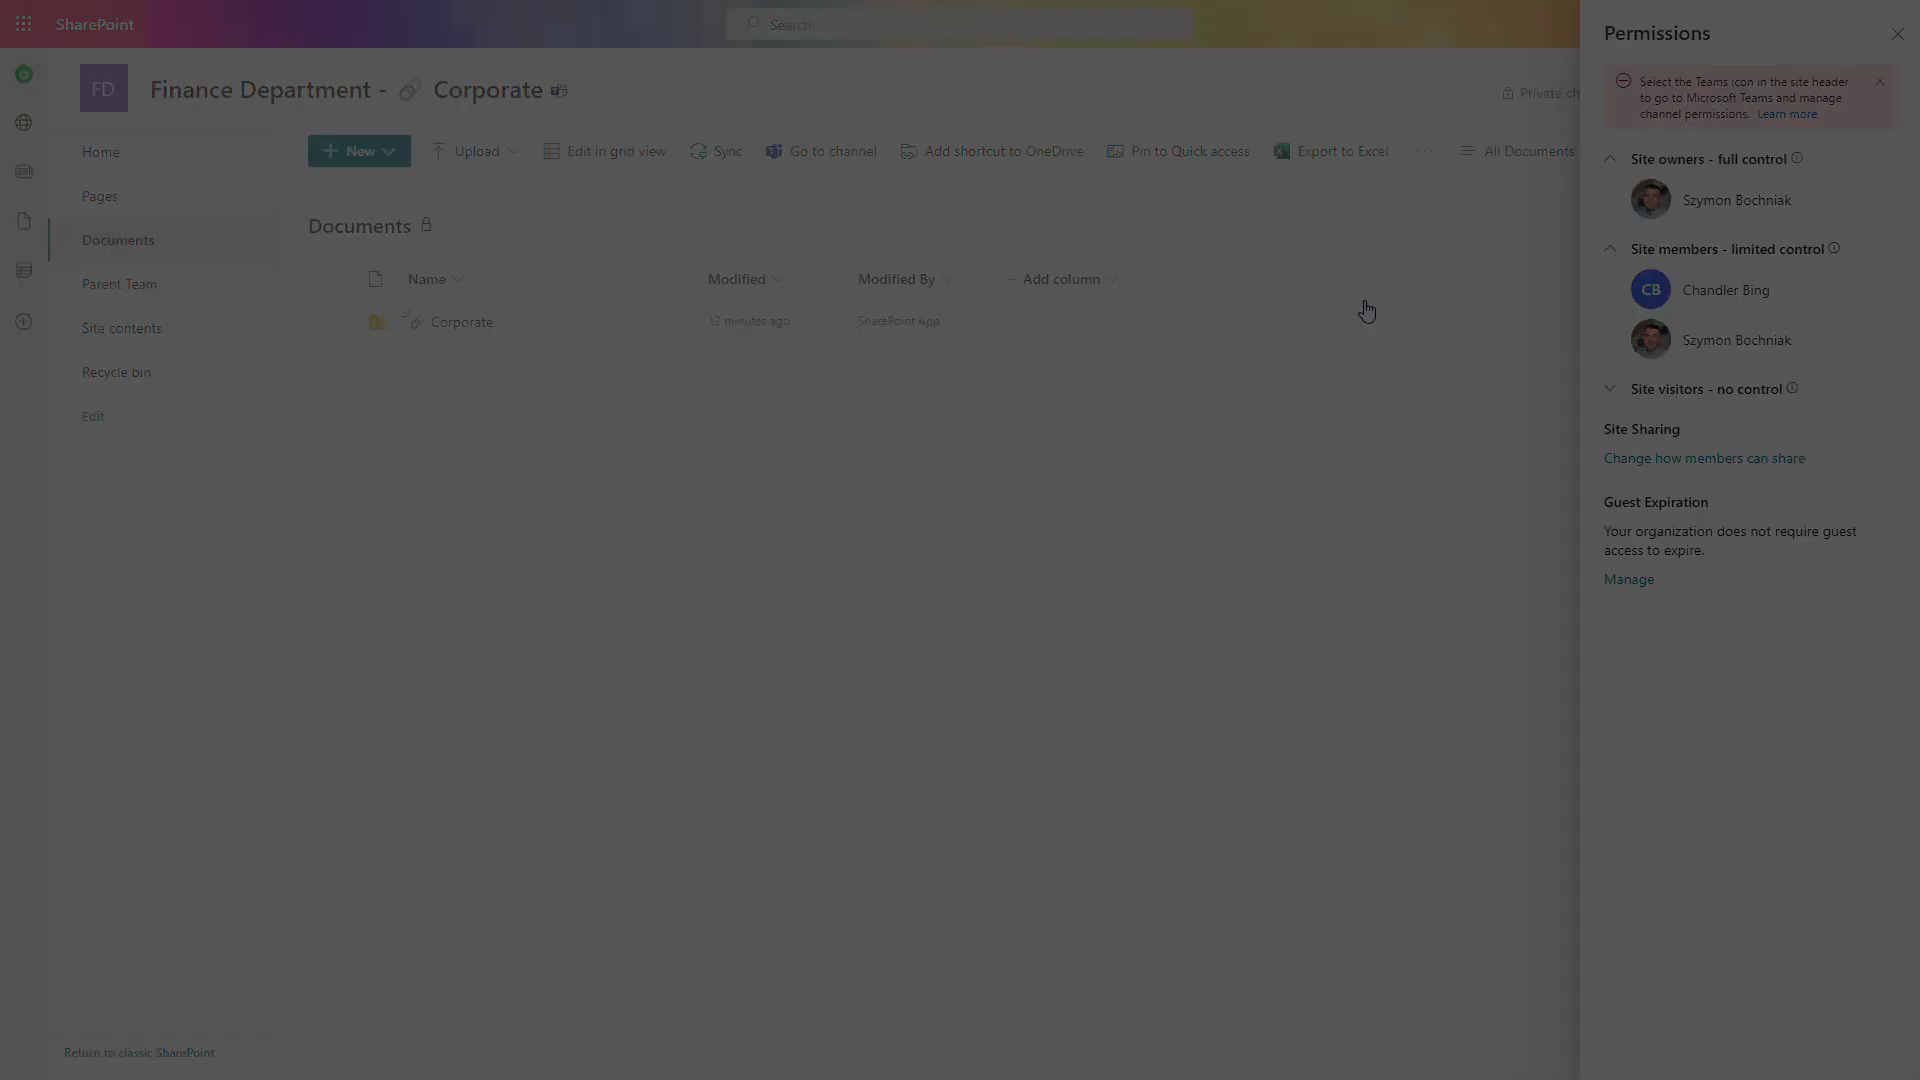 SharePoint
Search
FD
Finance Department - Corporate
Private ch
Home
Pages
Documents
Parent Team
Site contents
Recycle bin
Edit
New
Upload
Edit in grid view
Sync
Go to channel
Add shortcut to OneDrive
Pin to Quick access
Export to Excel
All Documents
Documents
Name
Modified
Modified By
Add column
Corporate
12 minutes ago
SharePoint App
Return to classic SharePoint
Permissions
Select the Teams icon in the site header
to go to Microsoft Teams and manage
channel permissions. Learn more
Site owners - full control
Szymon Bochniak
Site members - limited control
CB
Chandler Bing
Szymon Bochniak
Site visitors - no control
Site Sharing
Change how members can share
Guest Expiration
Your organization does not require guest
access to expire.
Manage